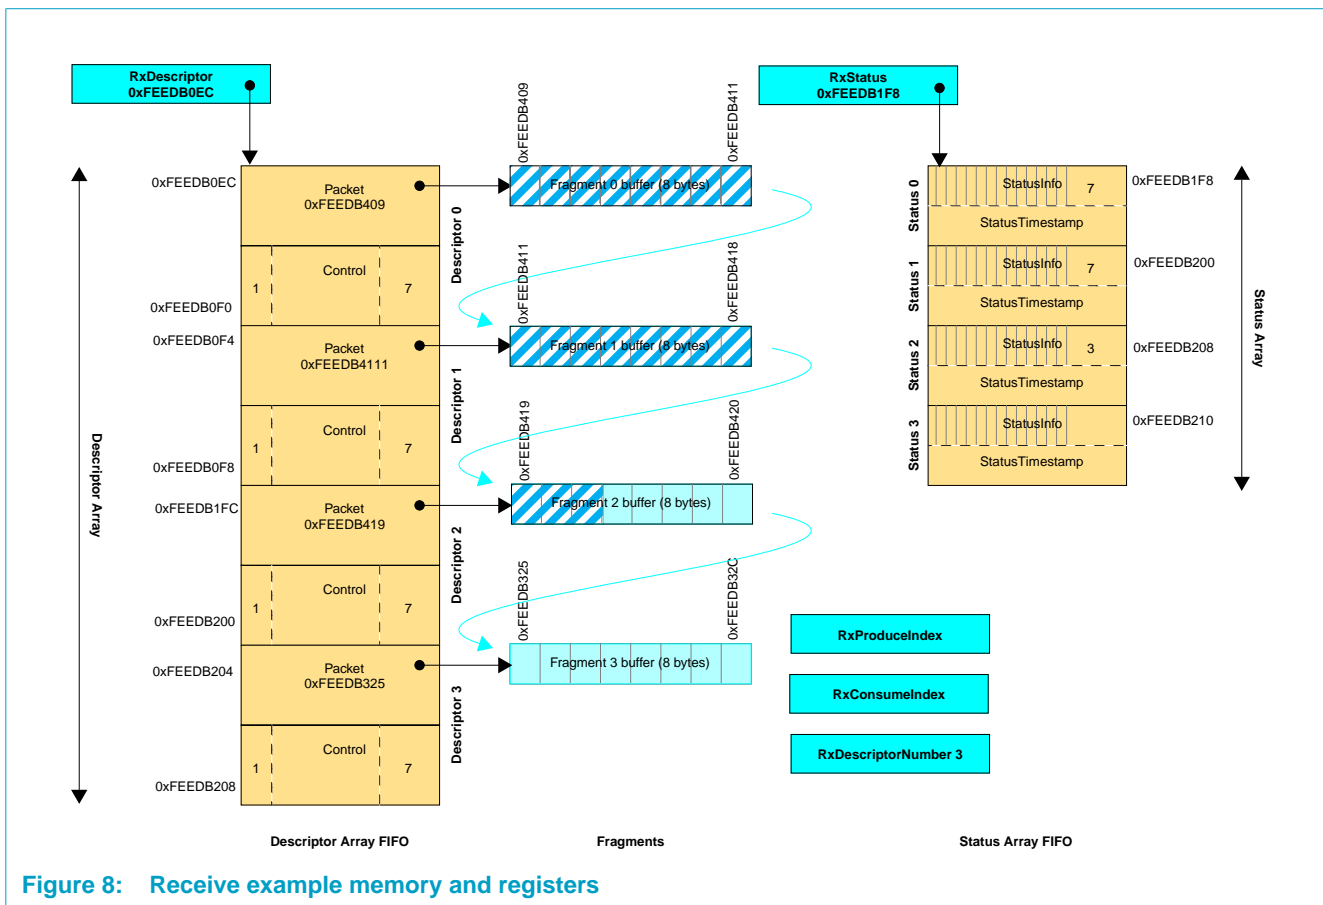 RxDescriptor
0xFEEDB0EC
RxStatus
0xFEEDB1F8
0xFEEDB409
0xFEEDB411
0xFEEDB0EC
Packet
0xFEEDB409
Fragment 0 buffer (8 bytes)
Descriptor 0
1
Control
7
0xFEEDB0F0
0xFEEDB411
0xFEEDB418
0xFEEDB0F4
Packet
0xFEEDB4111
Fragment 1 buffer (8 bytes)
Descriptor 1
1
Control
7
0xFEEDB0F8
0xFEEDB419
0xFEEDB420
0xFEEDB1FC
Packet
0xFEEDB419
Fragment 2 buffer (8 bytes)
Descriptor 2
1
Control
7
0xFEEDB200
0xFEEDB325
0xFEEDB32C
0xFEEDB204
Packet
0xFEEDB325
Fragment 3 buffer (8 bytes)
Descriptor 3
1
Control
7
0xFEEDB208
Descriptor Array
Status 0
StatusInfo
7
0xFEEDB1F8
StatusTimestamp
Status 1
StatusInfo
7
0xFEEDB200
StatusTimestamp
Status 2
StatusInfo
3
0xFEEDB208
StatusTimestamp
Status 3
StatusInfo
0xFEEDB210
StatusTimestamp
Status Array
RxProduceIndex
RxConsumeIndex
RxDescriptorNumber 3
Descriptor Array FIFO
Fragments
Status Array FIFO
Figure 8: Receive example memory and registers